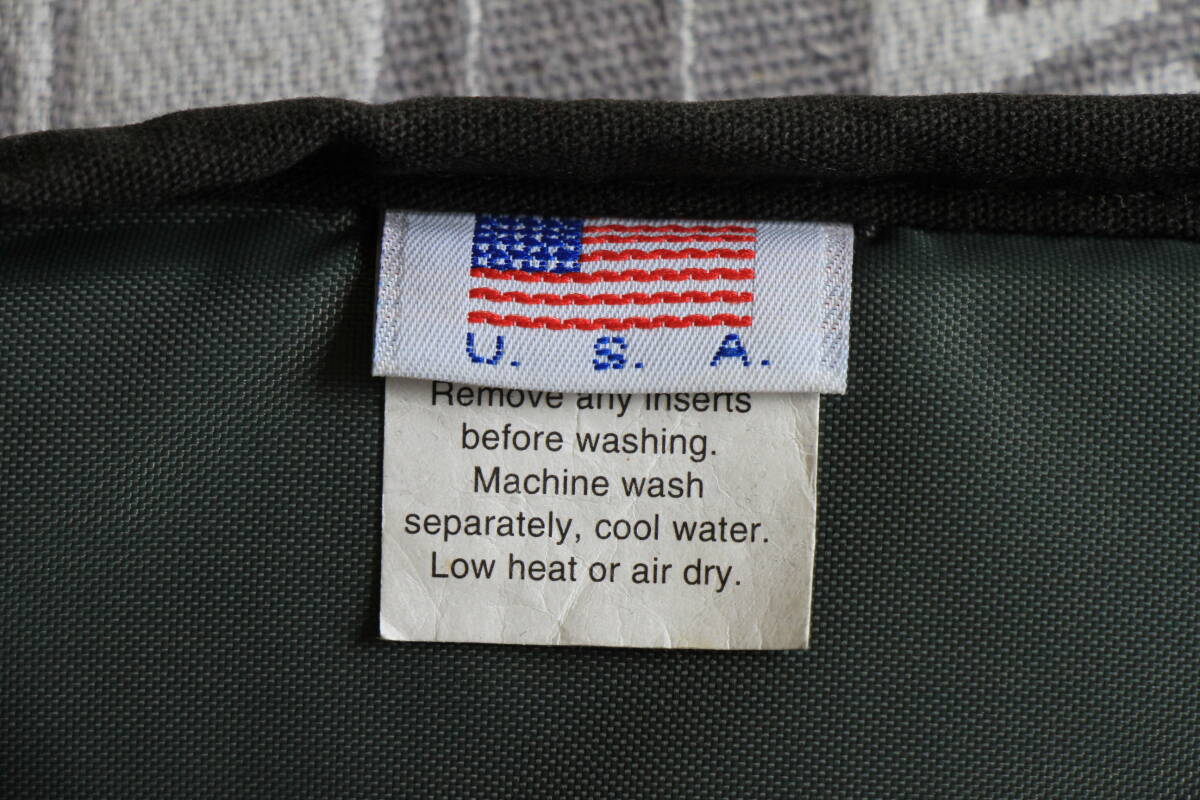 U. S. A.
Remove any inserts
before washing.
Machine wash
separately, cool water.
Low heat or air dry.